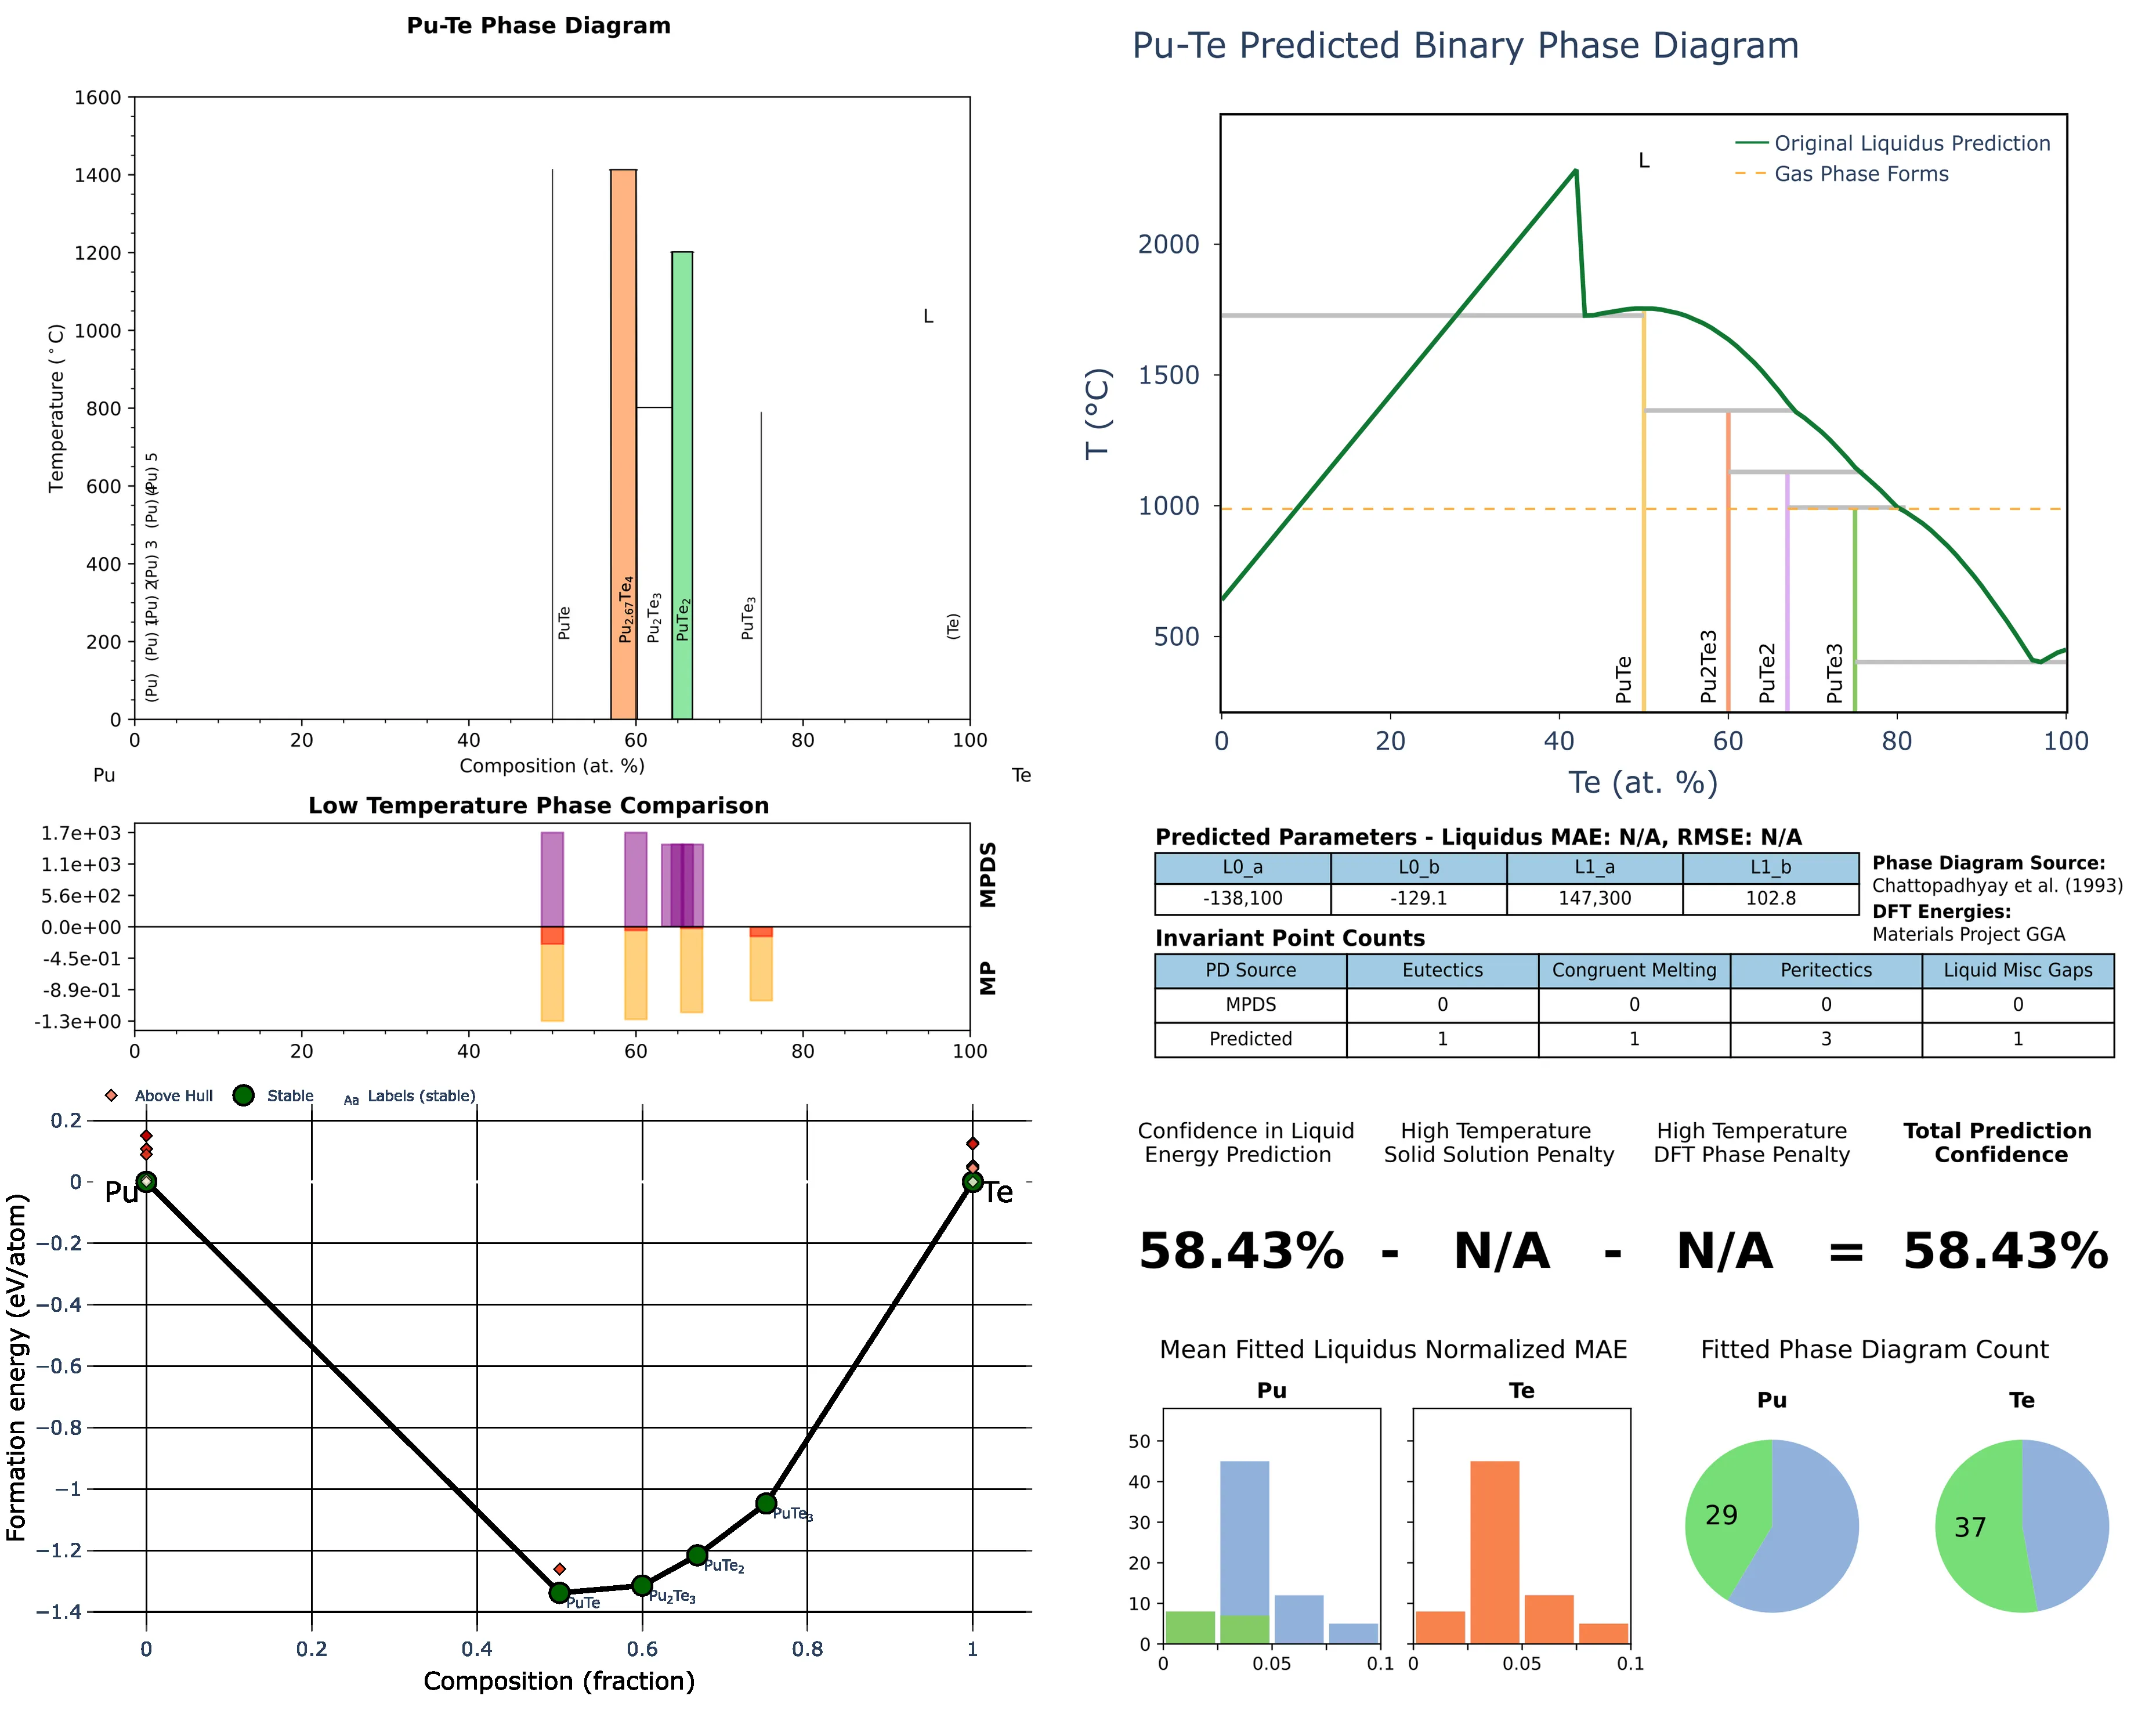 Pu-Te Phase Diagram
1600
1400
1200
1000
800
600
400
200
0
Temperature (°C)
(Pu)
(Pu) 1
(Pu) 2
(Pu) 3
(Pu) 4
(Pu) 5
PuTe
Pu2.67Te4
Pu2Te3
PuTe2
PuTe3
(Te)
L
0 20 40 60 80 100
Composition (at. %)
Pu Te
Low Temperature Phase Comparison
1.7e+03
1.1e+03
5.6e+02
0.0e+00
-4.5e-01
-8.9e-01
-1.3e+00
MPDS
MP
0 20 40 60 80 100
Above Hull Stable Aa Labels (stable)
0.2
0
−0.2
−0.4
−0.6
−0.8
−1
−1.2
−1.4
Formation energy (eV/atom)
Pu Te
PuTe
Pu2Te3
PuTe2
PuTe3
0 0.2 0.4 0.6 0.8 1
Composition (fraction)
Pu-Te Predicted Binary Phase Diagram
Original Liquidus Prediction
Gas Phase Forms
L
2000
1500
1000
500
T (°C)
PuTe
Pu2Te3
PuTe2
PuTe3
0 20 40 60 80 100
Te (at. %)
Predicted Parameters - Liquidus MAE: N/A, RMSE: N/A
L0_a L0_b L1_a L1_b
-138,100 -129.1 147,300 102.8
Phase Diagram Source:
Chattopadhyay et al. (1993)
DFT Energies:
Materials Project GGA
Invariant Point Counts
PD Source Eutectics Congruent Melting Peritectics Liquid Misc Gaps
MPDS 0 0 0 0
Predicted 1 1 3 1
Confidence in Liquid
Energy Prediction
High Temperature
Solid Solution Penalty
High Temperature
DFT Phase Penalty
Total Prediction
Confidence
58.43% - N/A - N/A = 58.43%
Mean Fitted Liquidus Normalized MAE
Pu Te
50
40
30
20
10
0
0 0.05 0.1
0 0.05 0.1
Fitted Phase Diagram Count
Pu Te
29 37